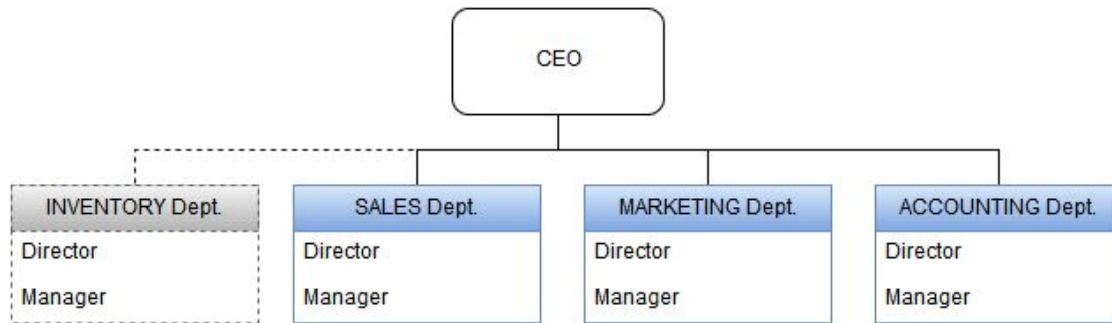 CEO
INVENTORY Dept.
Director
Manager
SALES Dept.
Director
Manager
MARKETING Dept.
Director
Manager
ACCOUNTING Dept.
Director
Manager